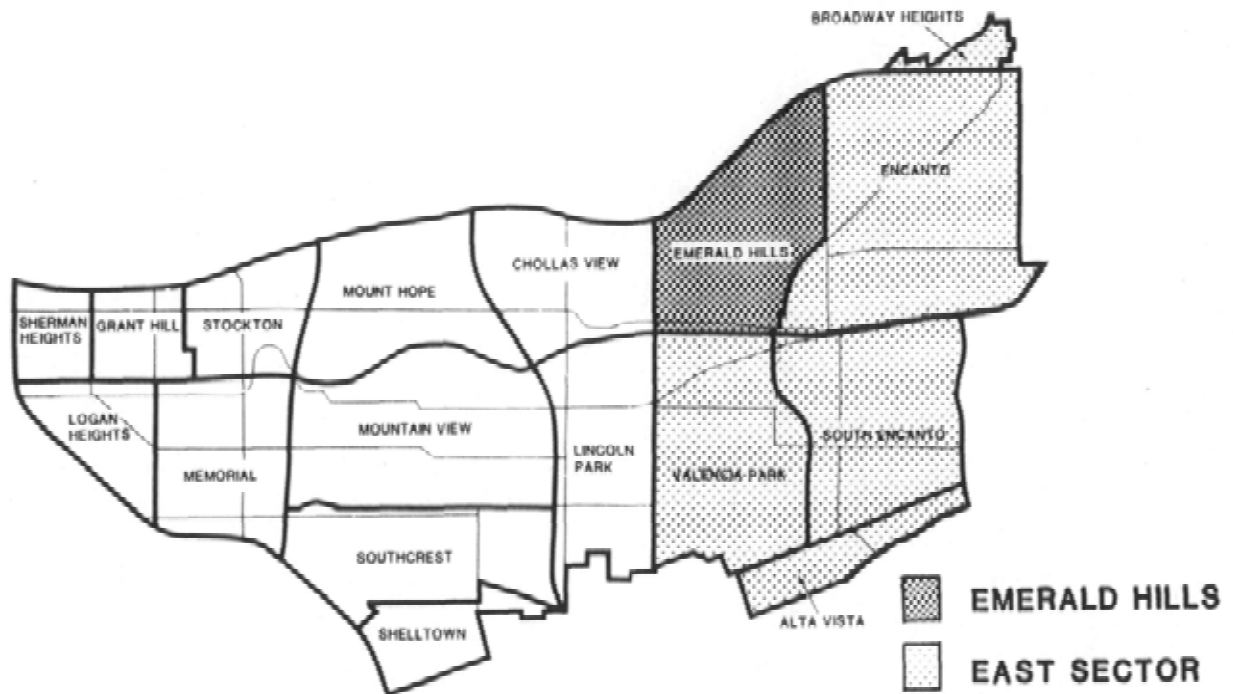 BROADWAY HEIGHTS
ENCANTO
EMERALD HILLS
CHOLLAS VIEW
MOUNT HOPE
SHERMAN
HEIGHTS
GRANT HILL
STOCKTON
LOGAN
HEIGHTS
MOUNTAIN VIEW
MEMORIAL
LINCOLN
PARK
VALENCIA PARK
SOUTH ENCANTO
SOUTHCREST
SHELLTOWN
ALTA VISTA
EMERALD HILLS
EAST SECTOR